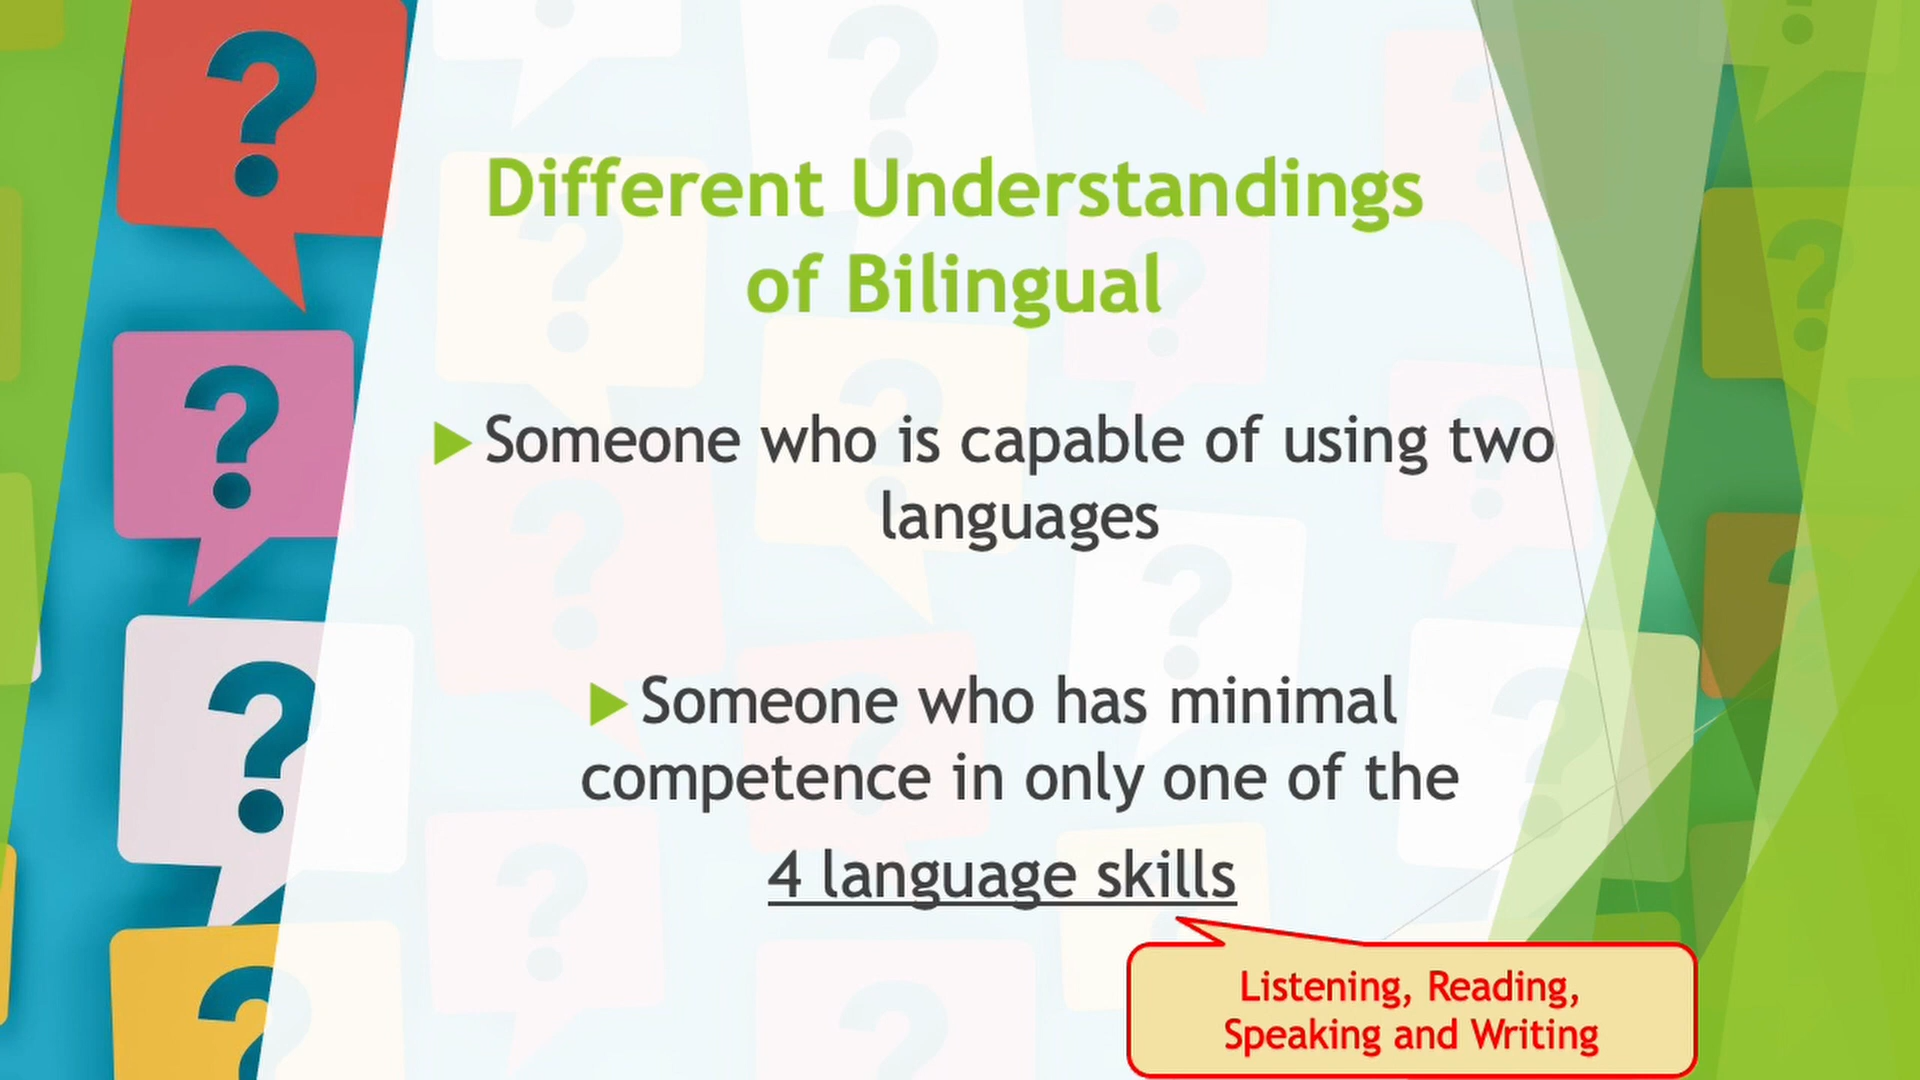 Different Understandings
of Bilingual
Someone who is capable of using two
languages
Someone who has minimal
competence in only one of the
4 language skills
Listening, Reading,
Speaking and Writing